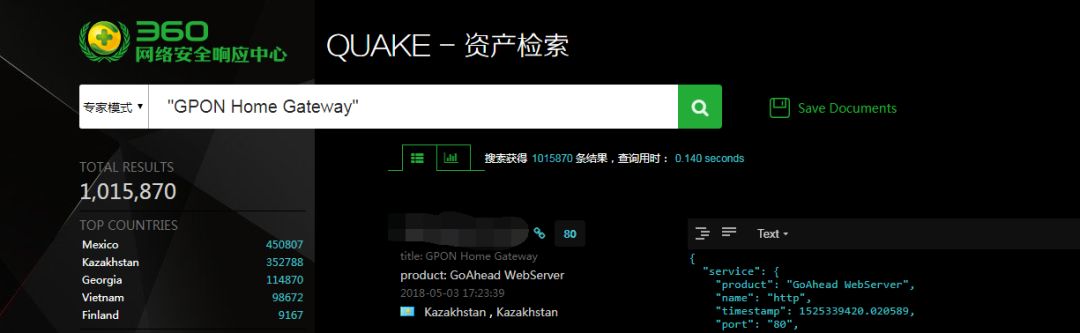 360
网络安全响应中心
QUAKE - 资产检索
专家模式
"GPON Home Gateway"
Save Documents
搜索获得 1015870 条结果，查询用时： 0.140 seconds
TOTAL RESULTS
1,015,870
TOP COUNTRIES
Mexico 450807
Kazakhstan 352788
Georgia 114870
Vietnam 98672
Finland 9167
80
title: GPON Home Gateway
product: GoAhead WebServer
2018-05-03 17:23:39
Kazakhstan , Kazakhstan
Text
{
"service": {
"product": "GoAhead WebServer",
"name": "http",
"timestamp": 1525339420.020589,
"port": "80",